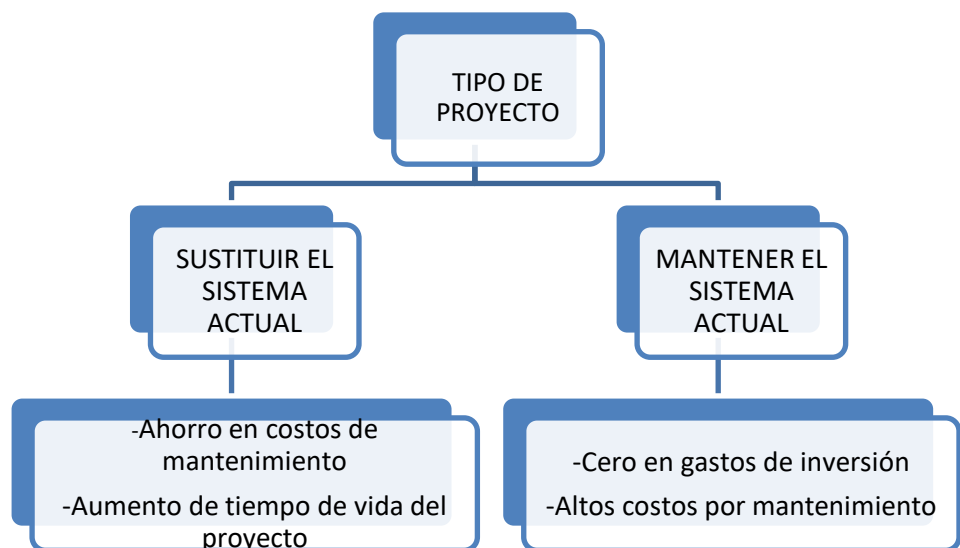 TIPO DE
PROYECTO
SUSTITUIR EL
SISTEMA
ACTUAL
MANTENER EL
SISTEMA
ACTUAL
-Ahorro en costos de
mantenimiento
-Aumento de tiempo de vida del
proyecto
-Cero en gastos de inversión
-Altos costos por mantenimiento